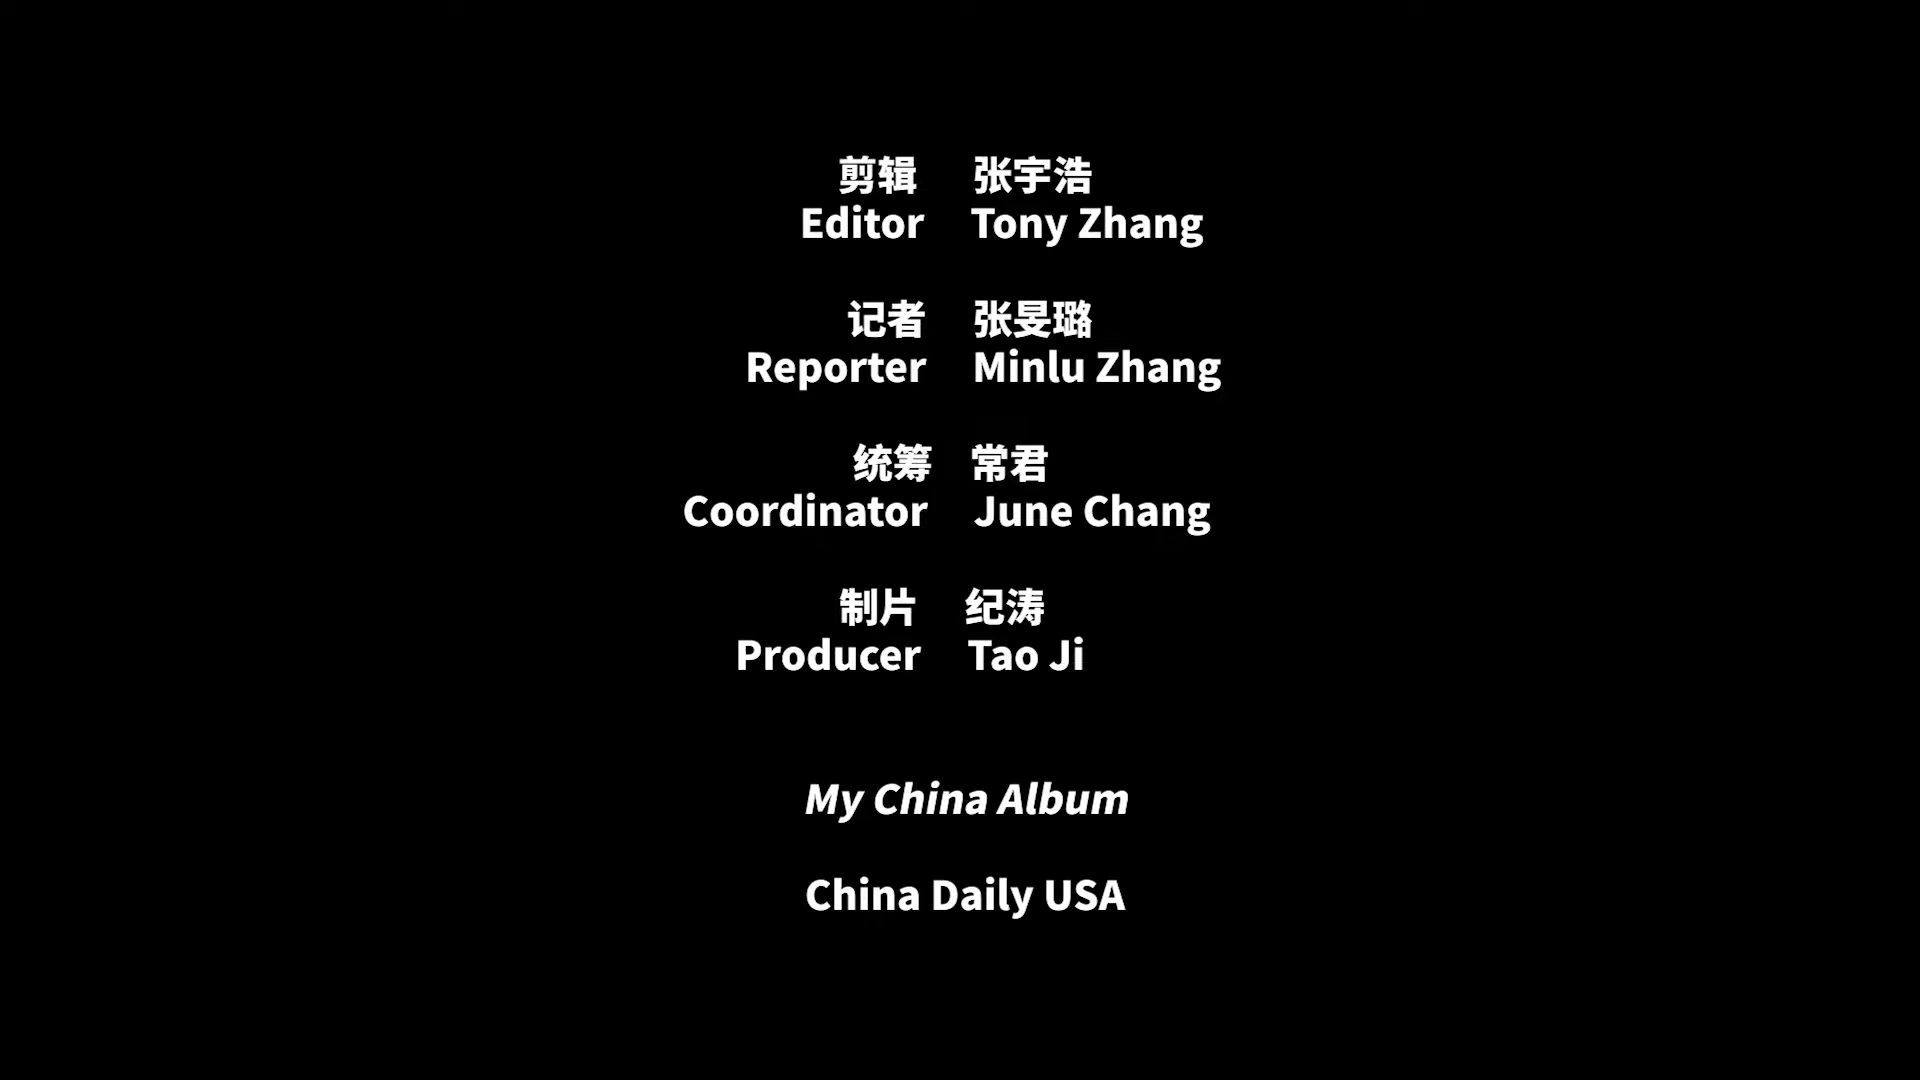 剪辑 张宇浩
Editor Tony Zhang
记者 张旻璐
Reporter Minlu Zhang
统筹 常君
Coordinator June Chang
制片 纪涛
Producer Tao Ji
My China Album
China Daily USA